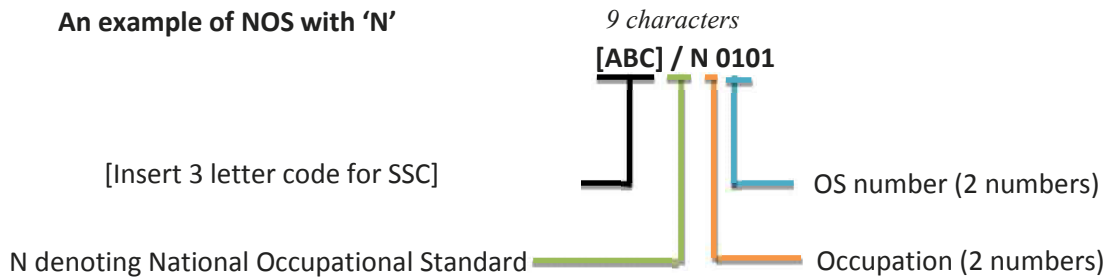 An example of NOS with ‘N’
9 characters
[ABC] / N 0101
[Insert 3 letter code for SSC]
OS number (2 numbers)
N denoting National Occupational Standard
Occupation (2 numbers)